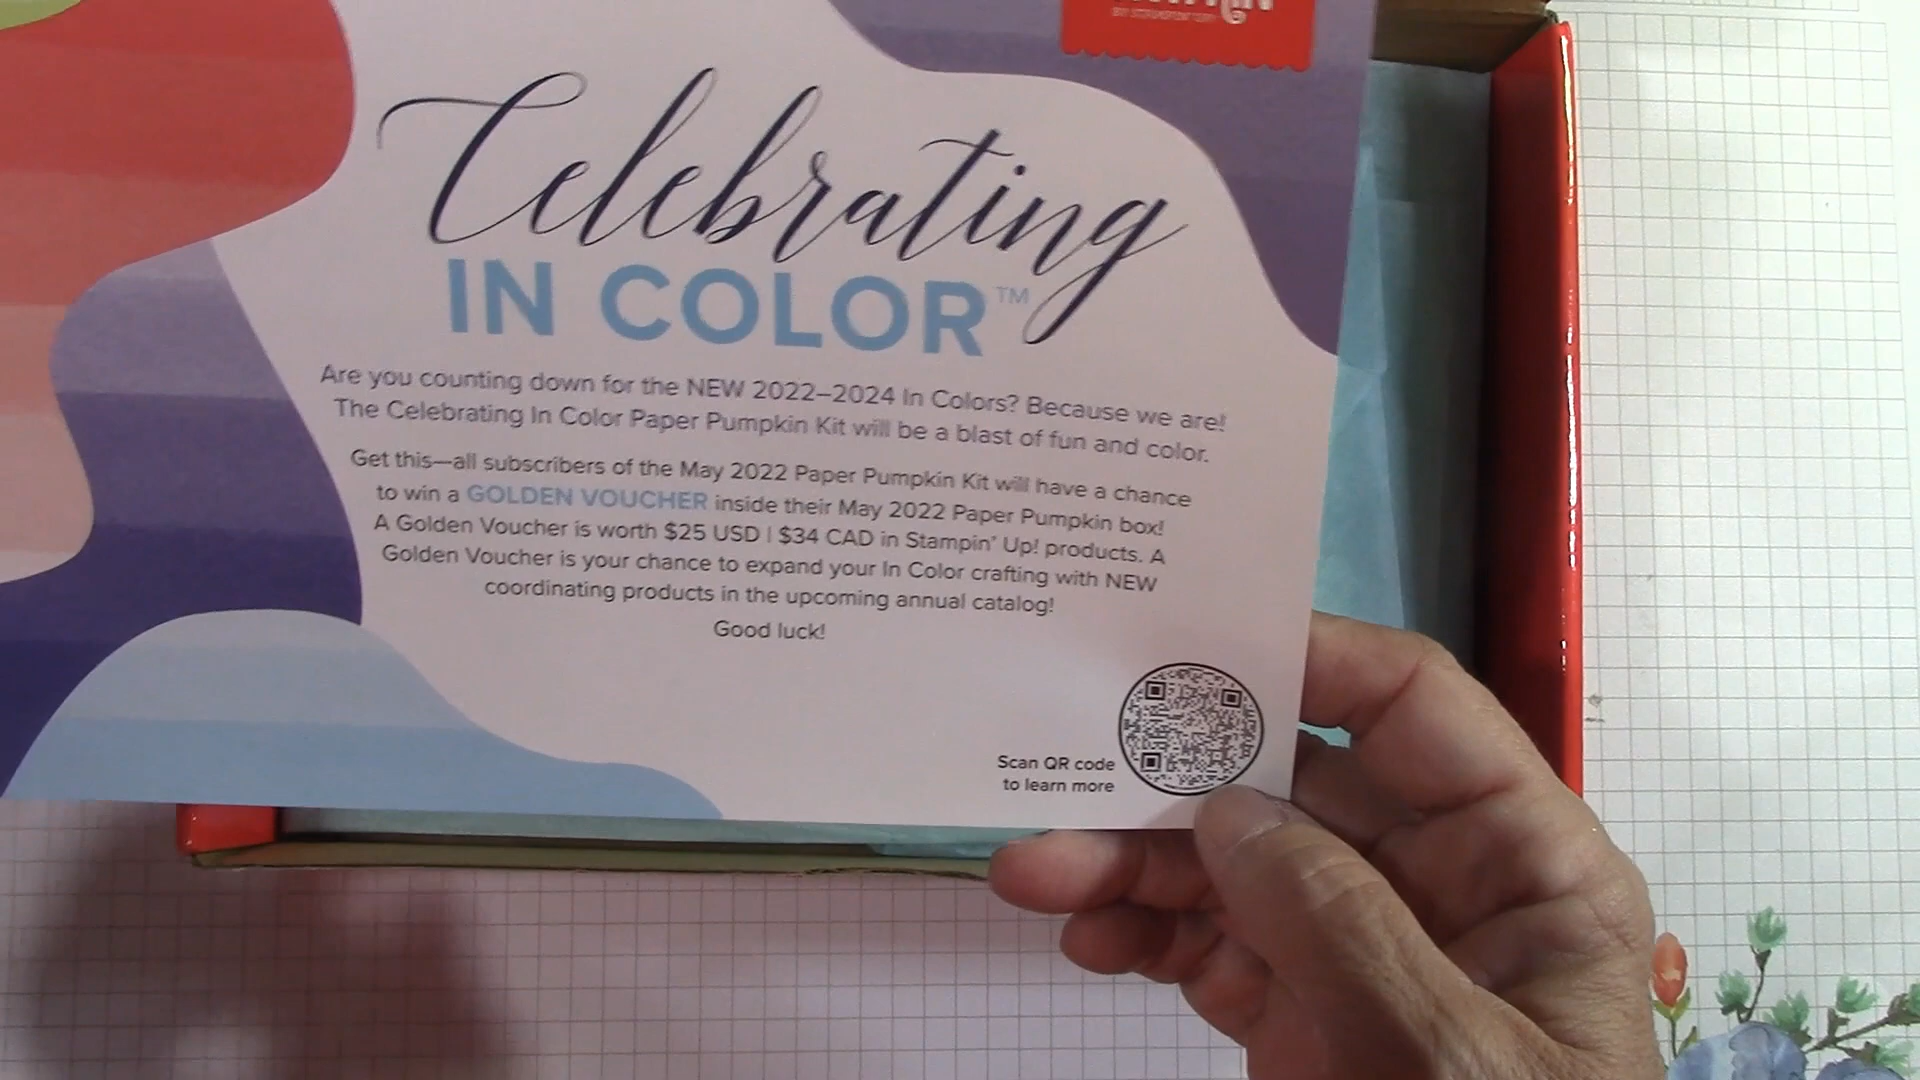 BY STAMPIN' UP!
Celebrating
IN COLOR™
Are you counting down for the NEW 2022–2024 In Colors? Because we are!
The Celebrating In Color Paper Pumpkin Kit will be a blast of fun and color.
Get this—all subscribers of the May 2022 Paper Pumpkin Kit will have a chance
to win a GOLDEN VOUCHER inside their May 2022 Paper Pumpkin box!
A Golden Voucher is worth $25 USD | $34 CAD in Stampin' Up! products. A
Golden Voucher is your chance to expand your In Color crafting with NEW
coordinating products in the upcoming annual catalog!
Good luck!
Scan QR code
to learn more